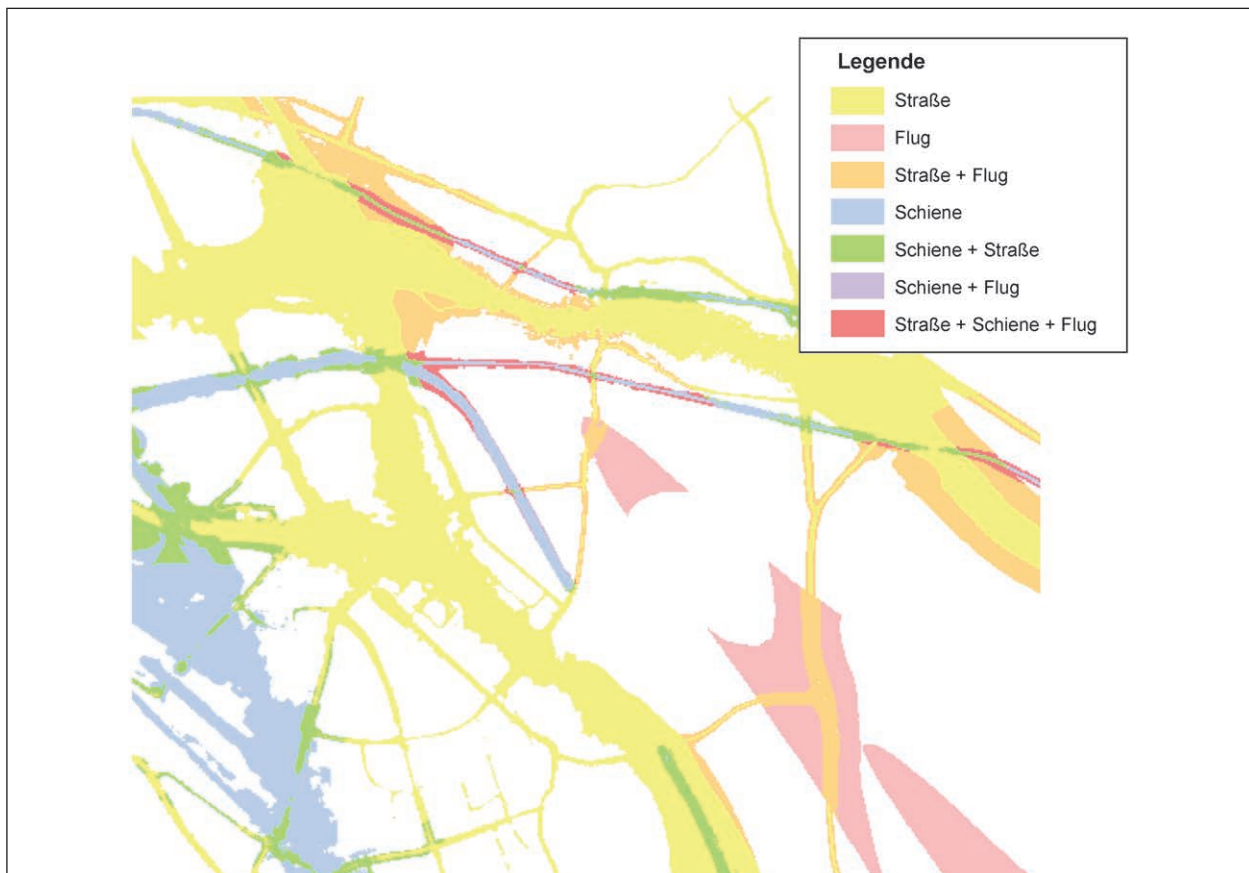 Legende
Straße
Flug
Straße + Flug
Schiene
Schiene + Straße
Schiene + Flug
Straße + Schiene + Flug